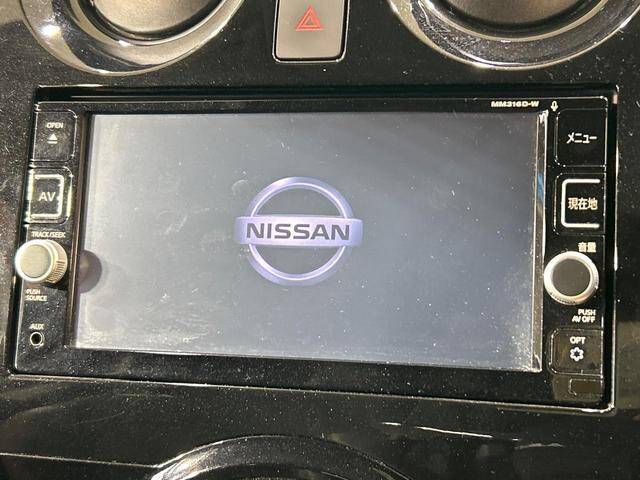 MM316D-W
OPEN
メニュー
AV
現在地
TRACK/SEEK
NISSAN
音量
PUSH
SOURCE
PUSH
AV OFF
AUX
OPT